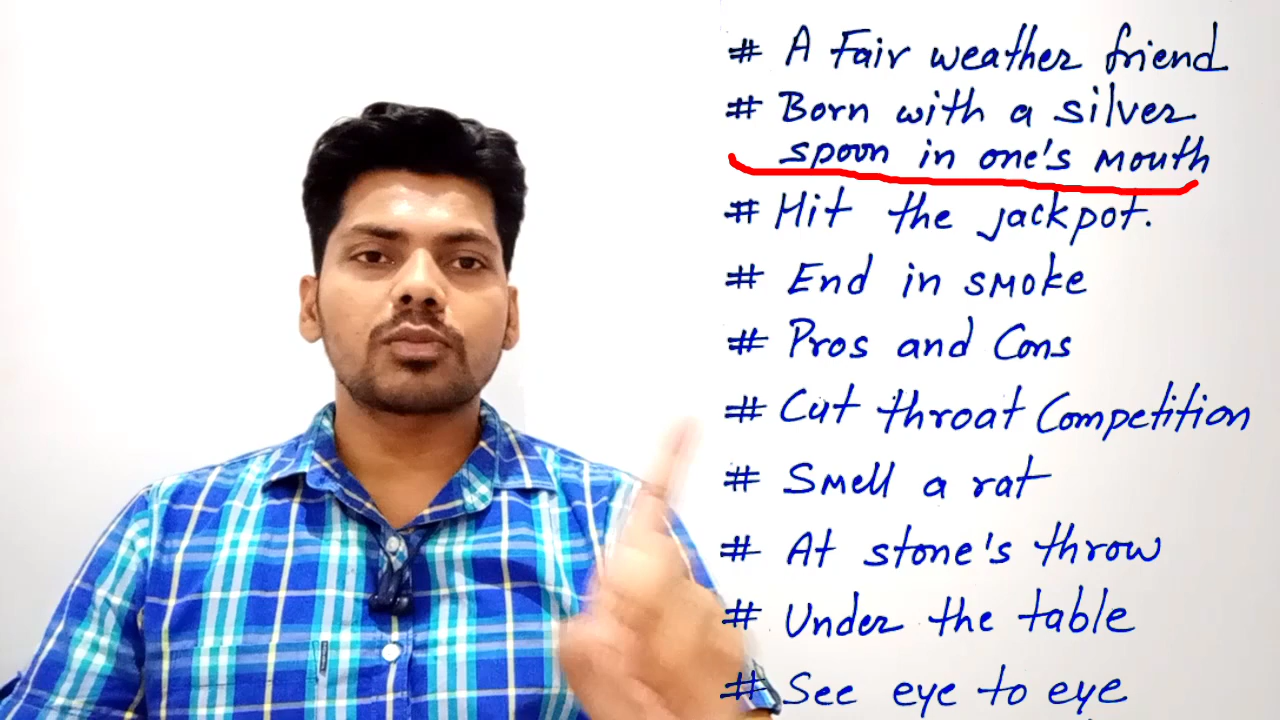 # A Fair weather friend
# Born with a silver
spoon in one's mouth
# Hit the jackpot.
# End in smoke
# Pros and Cons
# Cut throat Competition
# Smell a rat
# At stone's throw
# Under the table
# See eye to eye